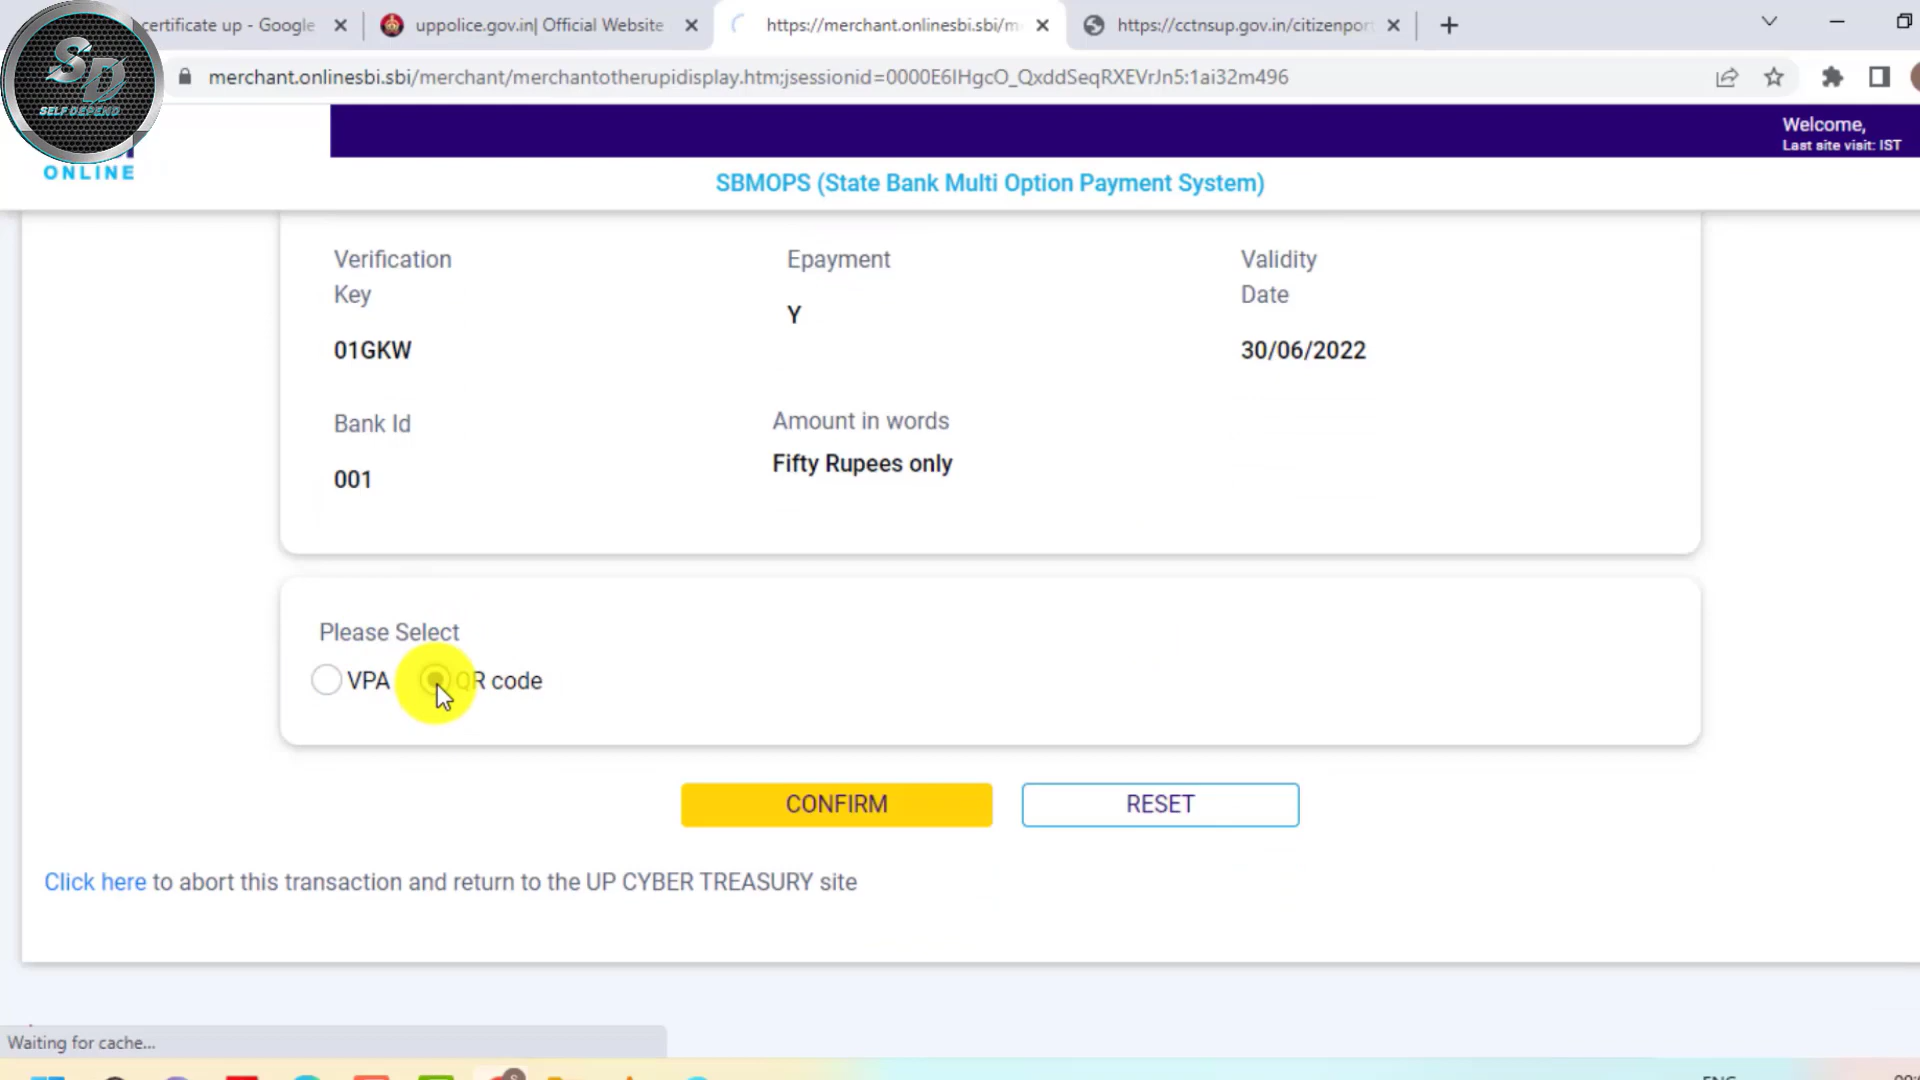 certificate up - Google
uppolice.gov.in| Official Website
https://merchant.onlinesbi.sbi/m
https://cctnsup.gov.in/citizenport
merchant.onlinesbi.sbi/merchant/merchantotherupidisplay.htm;jsessionid=0000E6IHgcO_QxddSeqRXEVrJn5:1ai32m496
SD
SELF DEPEND
ONLINE
Welcome,
Last site visit: IST
SBMOPS (State Bank Multi Option Payment System)
Verification
Key
01GKW
Epayment
Y
Validity
Date
30/06/2022
Bank Id
001
Amount in words
Fifty Rupees only
Please Select
VPA
QR code
CONFIRM
RESET
Click here to abort this transaction and return to the UP CYBER TREASURY site
Waiting for cache...
ENG